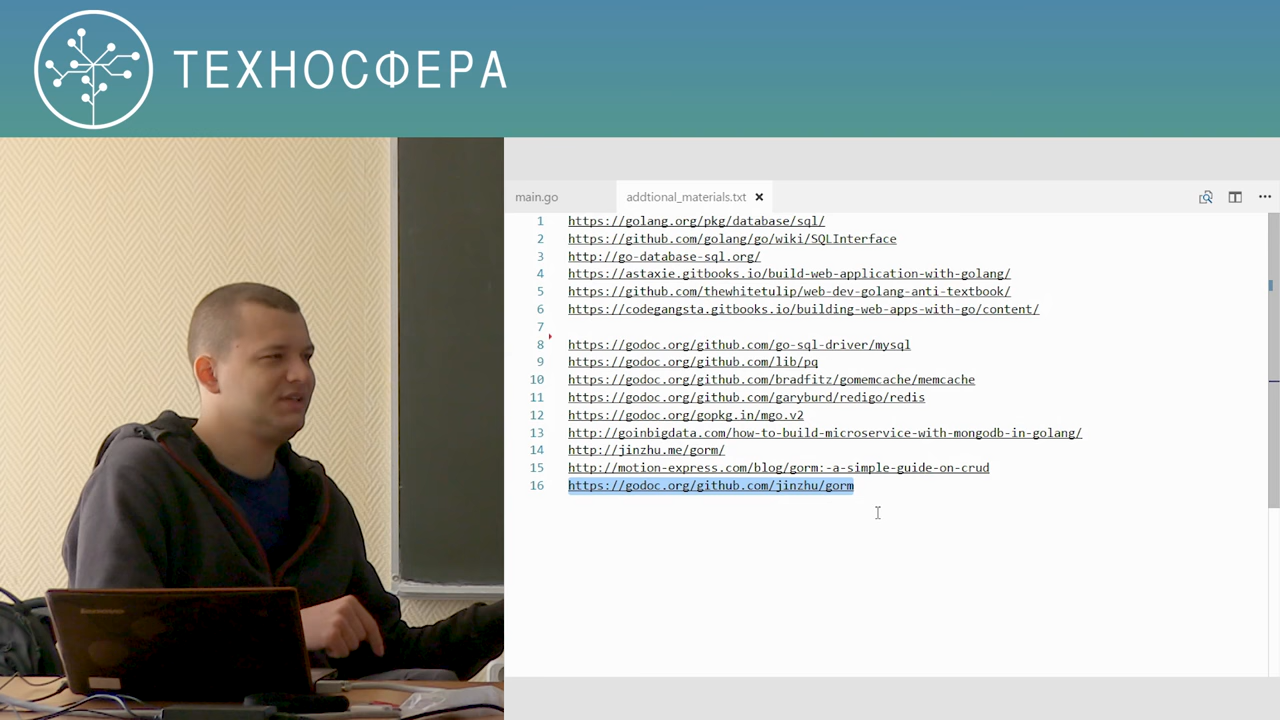 ТЕХНОСФЕРА
main.go
addtional_materials.txt
1 https://golang.org/pkg/database/sql/
2 https://github.com/golang/go/wiki/SQLInterface
3 http://go-database-sql.org/
4 https://astaxie.gitbooks.io/build-web-application-with-golang/
5 https://github.com/thewhitetulip/web-dev-golang-anti-textbook/
6 https://codegangsta.gitbooks.io/building-web-apps-with-go/content/
7
8 https://godoc.org/github.com/go-sql-driver/mysql
9 https://godoc.org/github.com/lib/pq
10 https://godoc.org/github.com/bradfitz/gomemcache/memcache
11 https://godoc.org/github.com/garyburd/redigo/redis
12 https://godoc.org/gopkg.in/mgo.v2
13 http://goinbigdata.com/how-to-build-microservice-with-mongodb-in-golang/
14 http://jinzhu.me/gorm/
15 http://motion-express.com/blog/gorm:-a-simple-guide-on-crud
16 https://godoc.org/github.com/jinzhu/gorm